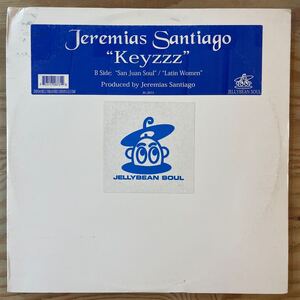 Jeremias Santiago
“Keyzzz”
B Side: “San Juan Soul” / “Latin Women”
Produced by Jeremias Santiago
JELLYBEAN SOUL
JELLYBEAN SOUL